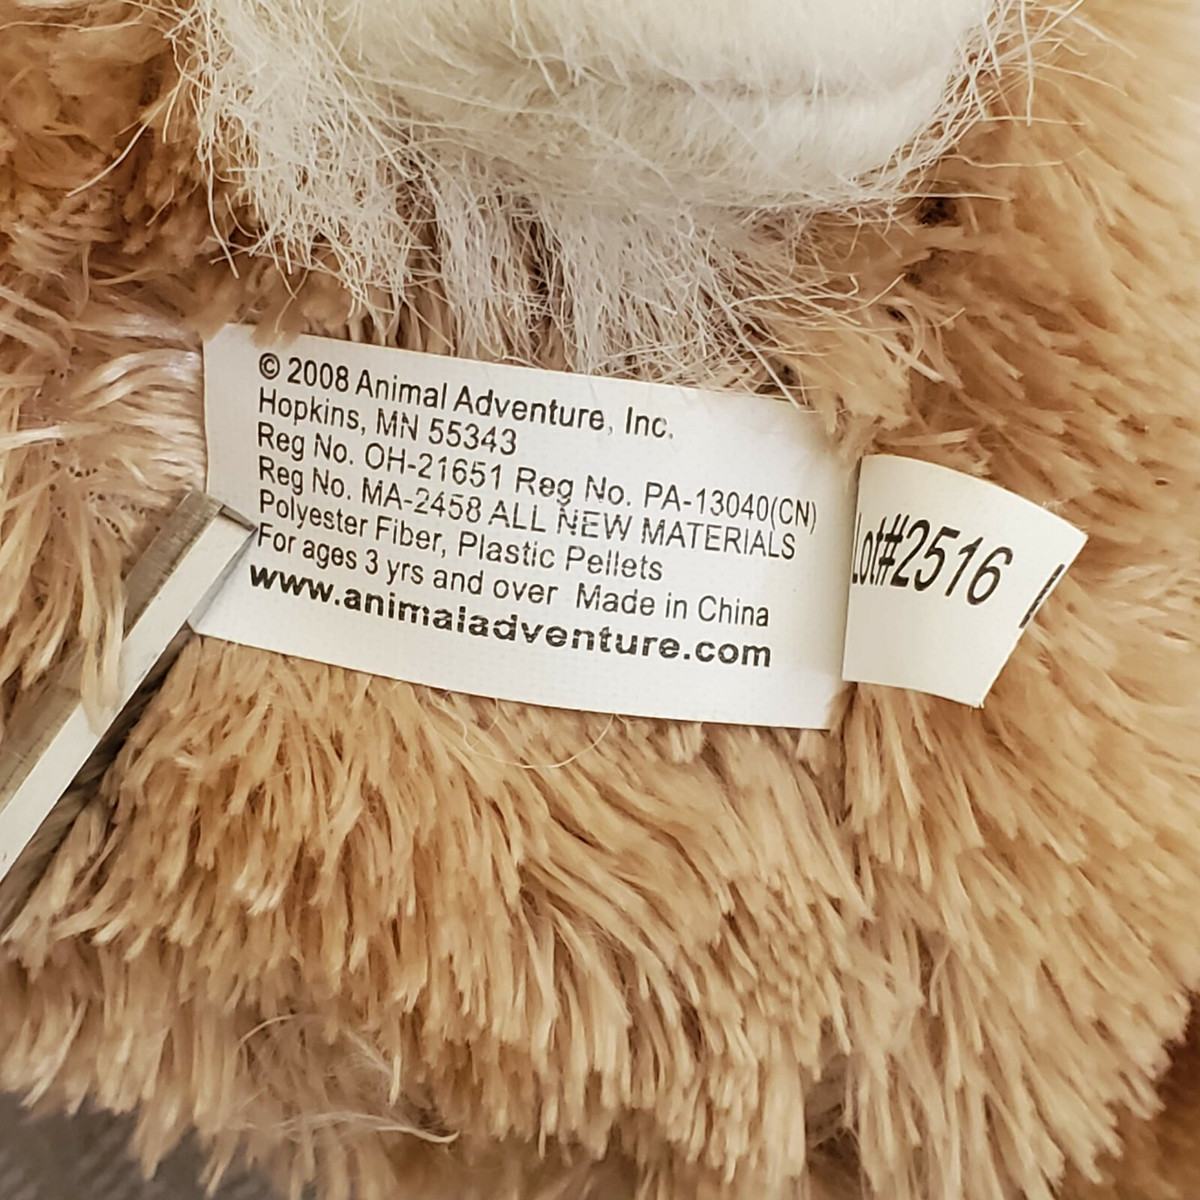 © 2008 Animal Adventure, Inc.
Hopkins, MN 55343
Reg No. OH-21651 Reg No. PA-13040(CN)
Reg No. MA-2458 ALL NEW MATERIALS
Polyester Fiber, Plastic Pellets
For ages 3 yrs and over Made in China
www.animaladventure.com
Lot#2516